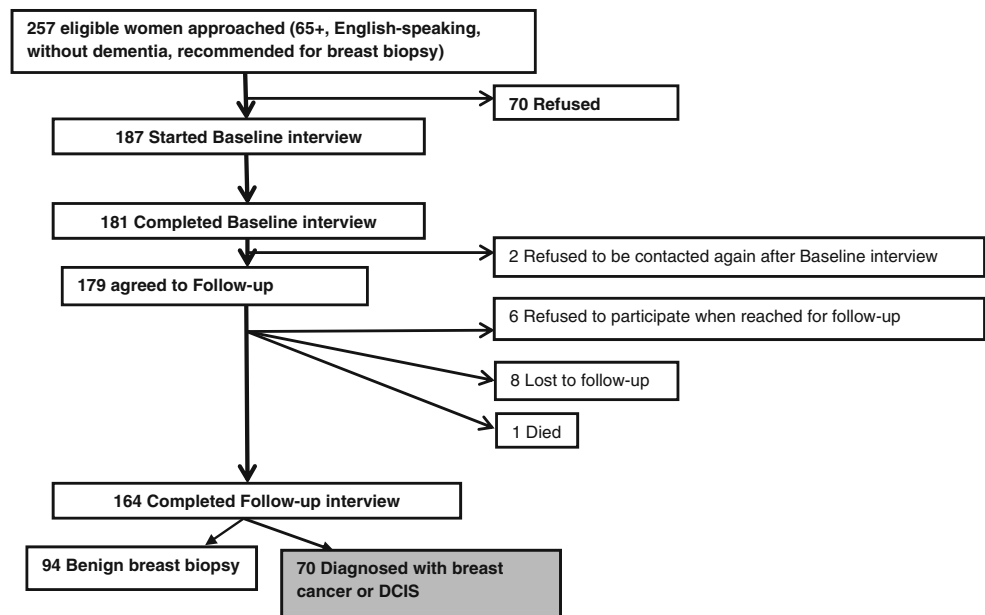 257 eligible women approached (65+, English-speaking,
without dementia, recommended for breast biopsy)
70 Refused
187 Started Baseline interview
181 Completed Baseline interview
2 Refused to be contacted again after Baseline interview
179 agreed to Follow-up
6 Refused to participate when reached for follow-up
8 Lost to follow-up
1 Died
164 Completed Follow-up interview
94 Benign breast biopsy
70 Diagnosed with breast
cancer or DCIS